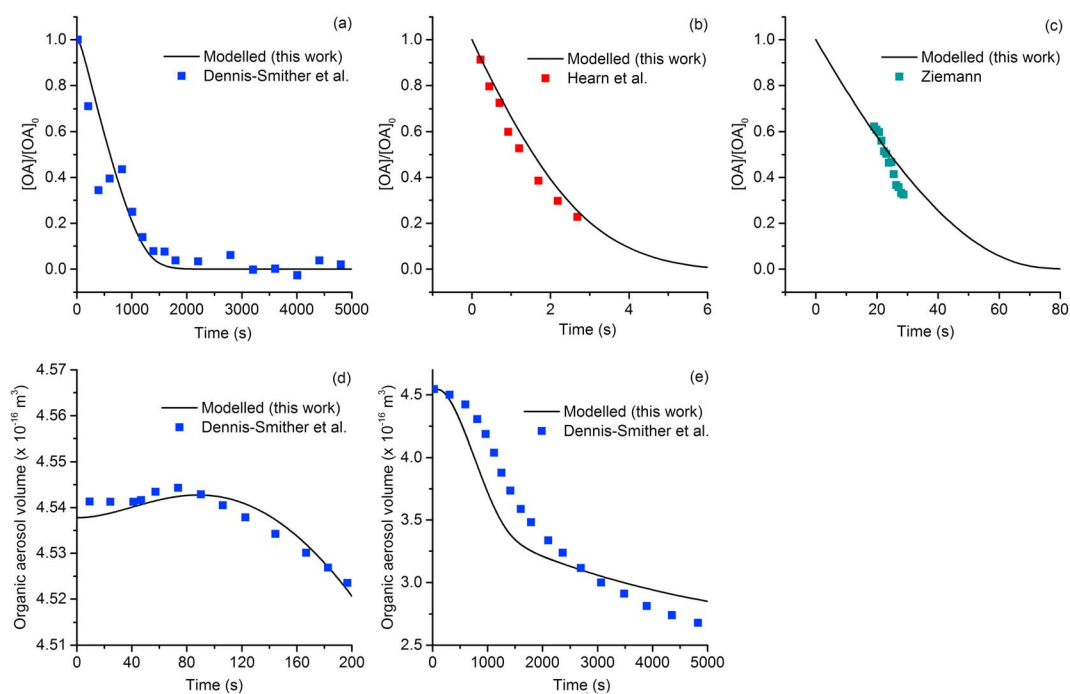 (a)
Modelled (this work)
Dennis-Smither et al.
[OA]/[OA]0
1.0
0.8
0.6
0.4
0.2
0.0
0 1000 2000 3000 4000 5000
Time (s)
(b)
Modelled (this work)
Hearn et al.
[OA]/[OA]0
1.0
0.8
0.6
0.4
0.2
0.0
0 2 4 6
Time (s)
(c)
Modelled (this work)
Ziemann
[OA]/[OA]0
1.0
0.8
0.6
0.4
0.2
0.0
0 20 40 60 80
Time (s)
(d)
Modelled (this work)
Dennis-Smither et al.
Organic aerosol volume (x 10-16 m3)
4.57
4.56
4.55
4.54
4.53
4.52
4.51
0 40 80 120 160 200
Time (s)
(e)
Modelled (this work)
Dennis-Smither et al.
Organic aerosol volume (x 10-16 m3)
4.5
4.0
3.5
3.0
2.5
0 1000 2000 3000 4000 5000
Time (s)